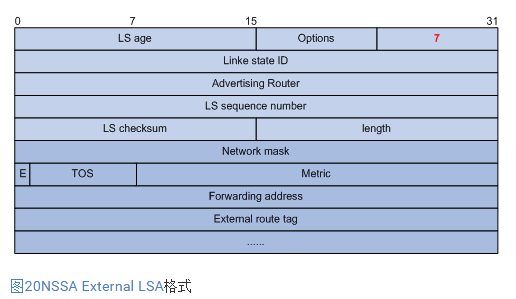 0 7 15 31
LS age Options 7
Linke state ID
Advertising Router
LS sequence number
LS checksum length
Network mask
E TOS Metric
Forwarding address
External route tag
......
图20NSSA External LSA格式